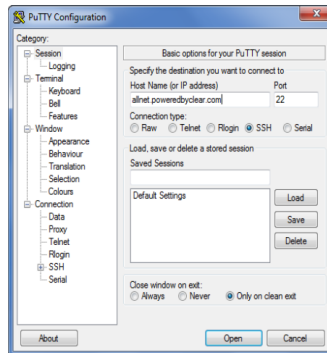 PuTTY Configuration
Category:
Session
Logging
Terminal
Keyboard
Bell
Features
Window
Appearance
Behaviour
Translation
Selection
Colours
Connection
Data
Proxy
Telnet
Rlogin
SSH
Serial
Basic options for your PuTTY session
Specify the destination you want to connect to
Host Name (or IP address) Port
allnet.poweredbyclear.com 22
Connection type:
Raw Telnet Rlogin SSH Serial
Load, save or delete a stored session
Saved Sessions
Default Settings
Load
Save
Delete
Close window on exit:
Always Never Only on clean exit
About Open Cancel